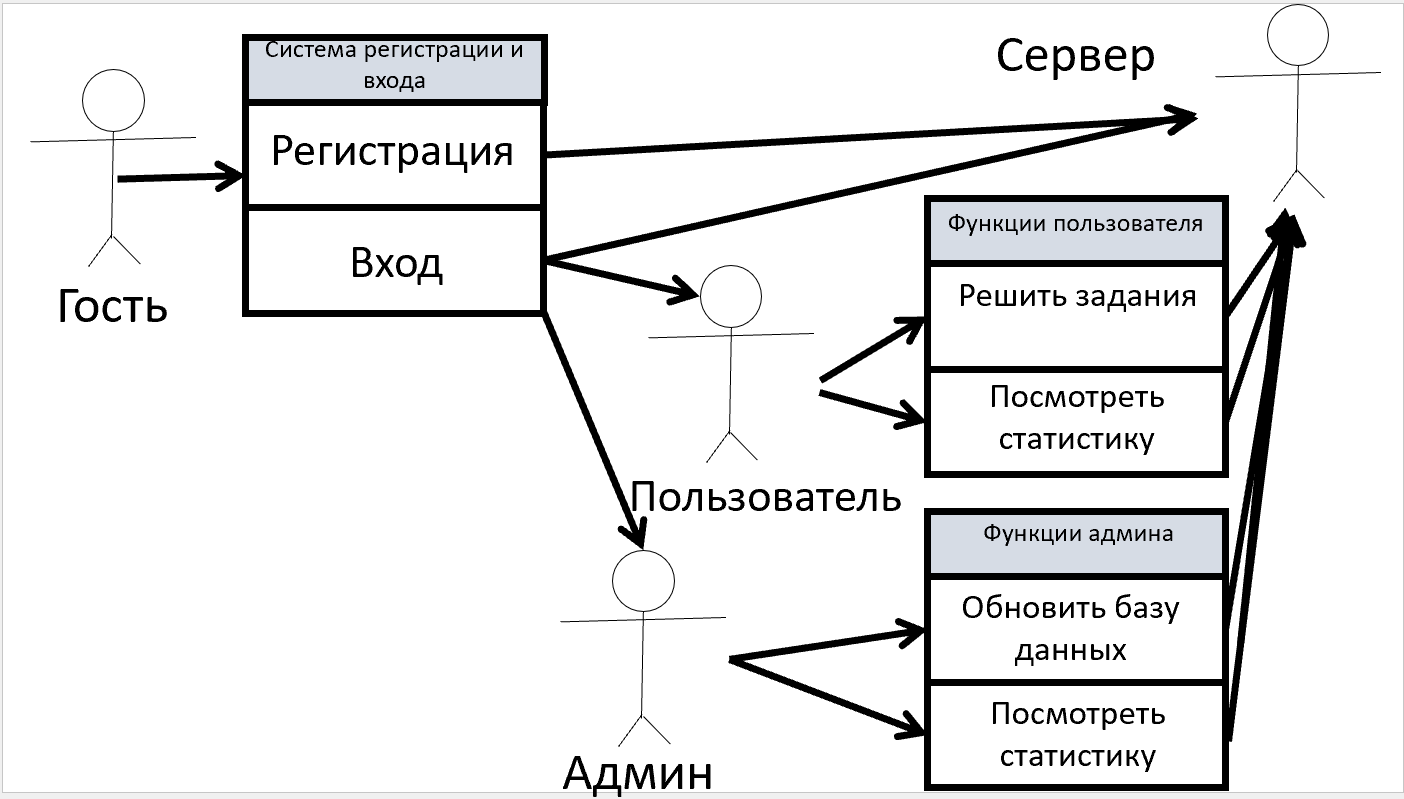 Система регистрации и
входа
Регистрация
Вход
Гость
Сервер
Функции пользователя
Решить задания
Посмотреть
статистику
Пользователь
Функции админа
Обновить базу
данных
Посмотреть
статистику
Админ